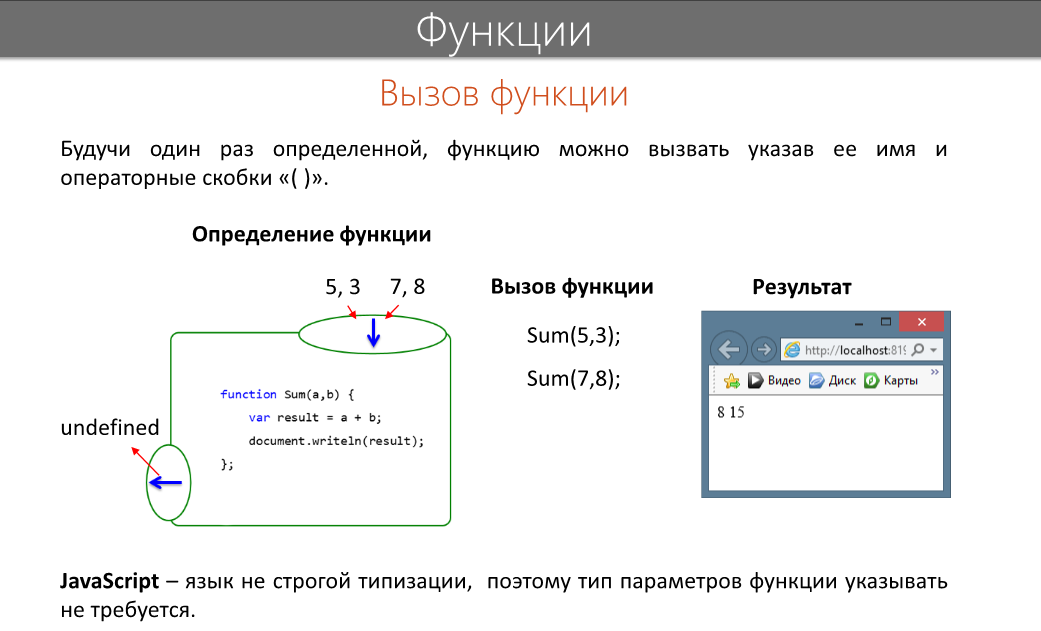 Функции
Вызов функции
Будучи один раз определенной, функцию можно вызвать указав ее имя и
операторные скобки «( )».
Определение функции
5, 3 7, 8
undefined
function Sum(a,b) {
var result = a + b;
document.writeln(result);
};
Вызов функции
Sum(5,3);
Sum(7,8);
Результат
http://localhost:819
Видео Диск Карты
8 15
JavaScript – язык не строгой типизации, поэтому тип параметров функции указывать
не требуется.